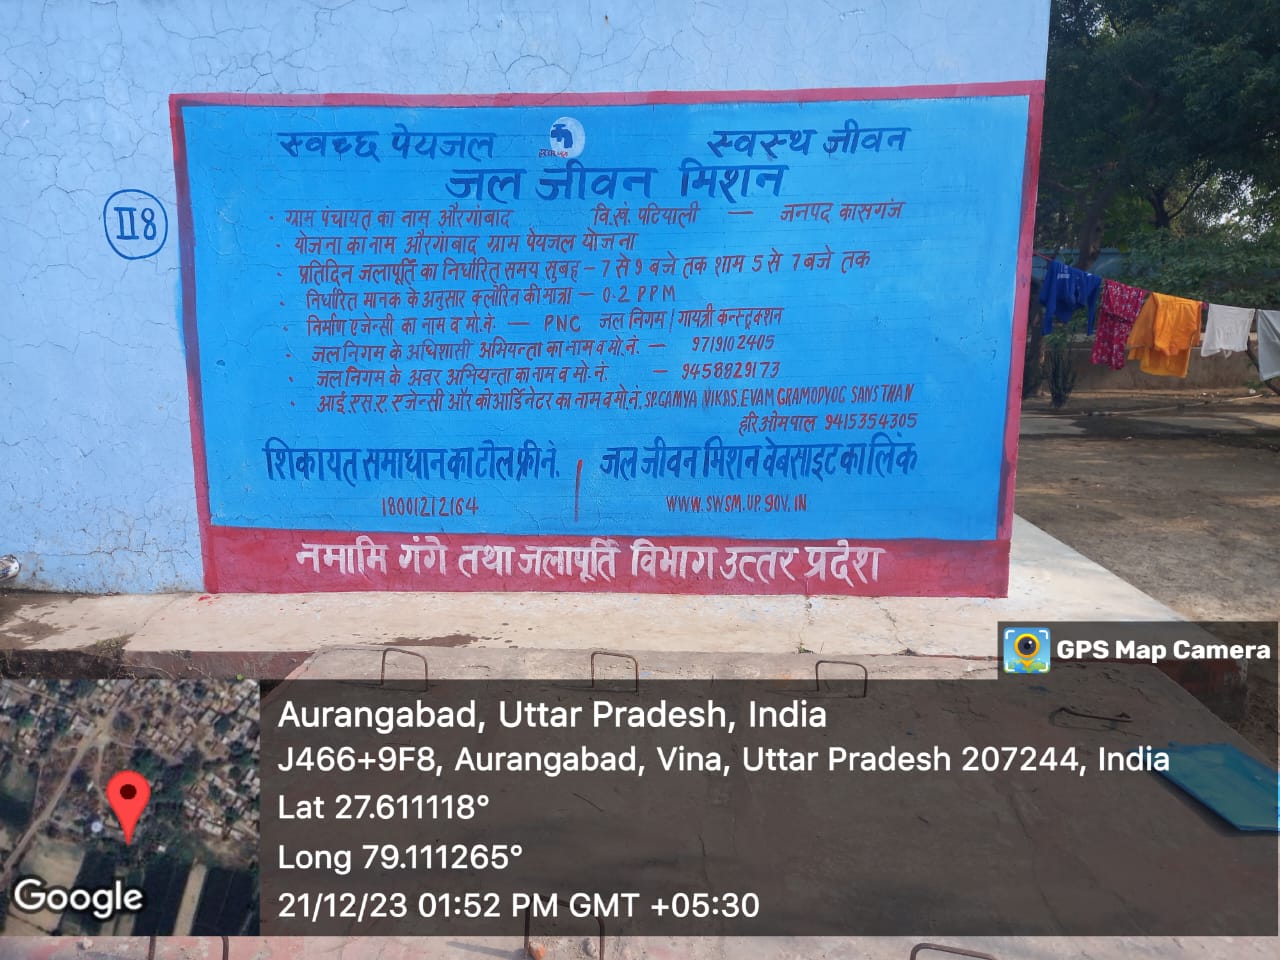 स्वच्छ पेयजल स्वस्थ जीवन
जल जीवन मिशन
II8
• ग्राम पंचायत का नाम औरगांबाद वि.खं. पटियाली — जनपद कासगंज
• योजना का नाम औरगांबाद ग्राम पेयजल योजना
• प्रतिदिन जलापूर्ति का निर्धारित समय सुबह - 7 से 9 बजे तक शाम 5 से 7 बजे तक
• निर्धारित मानक के अनुसार क्लोरिन की मात्रा — 0.2 PPM
• निर्माण एजेन्सी का नाम व मो.नं. — PNC जल निगम / गायत्री कन्स्ट्रक्शन
• जल निगम के अधिशासी अभियन्ता का नाम व मो.नं. — 9719102405
• जल निगम के अवर अभियन्ता का नाम व मो.नं. — 9458829173
• आई.एस.ए. एजेन्सी और कोआर्डिनेटर का नाम व मो.नं. SP.GAMYA VIKAS. EVAM GRAMODYOG SANSTHAN
हरिओमपाल 9415354305
शिकायत समाधान का टोल फ्री नं. जल जीवन मिशन वेबसाइट का लिंक
18001212164 WWW.SWSM.UP.GOV.IN
नमामि गंगे तथा जलापूर्ति विभाग उत्तर प्रदेश
GPS Map Camera
Aurangabad, Uttar Pradesh, India
J466+9F8, Aurangabad, Vina, Uttar Pradesh 207244, India
Lat 27.611118°
Long 79.111265°
21/12/23 01:52 PM GMT +05:30
Google